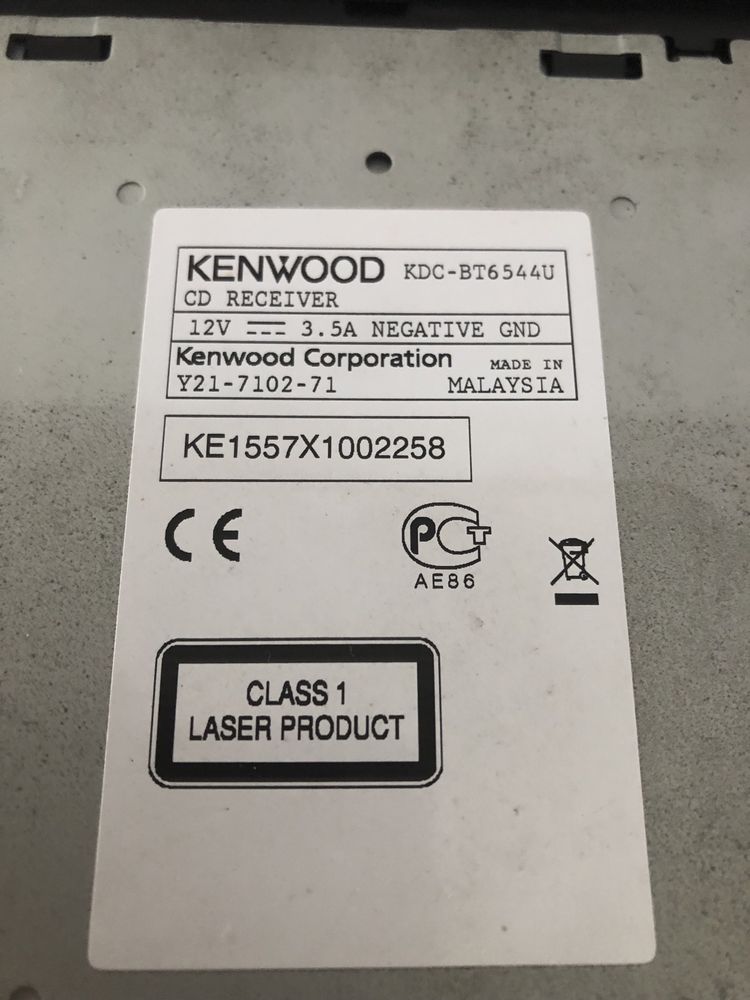 KENWOOD KDC-BT6544U
CD RECEIVER
12V ⎓ 3.5A NEGATIVE GND
Kenwood Corporation MADE IN
Y21-7102-71 MALAYSIA
KE1557X1002258
CE
PCT
AE86
CLASS 1
LASER PRODUCT